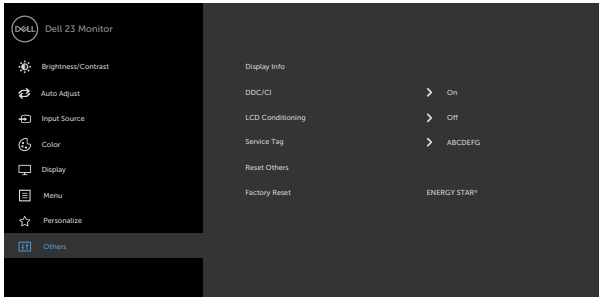 DELL Dell 23 Monitor
Brightness/Contrast
Auto Adjust
Input Source
Color
Display
Menu
Personalize
Others
Display Info
DDC/CI On
LCD Conditioning Off
Service Tag ABCDEFG
Reset Others
Factory Reset ENERGY STAR®